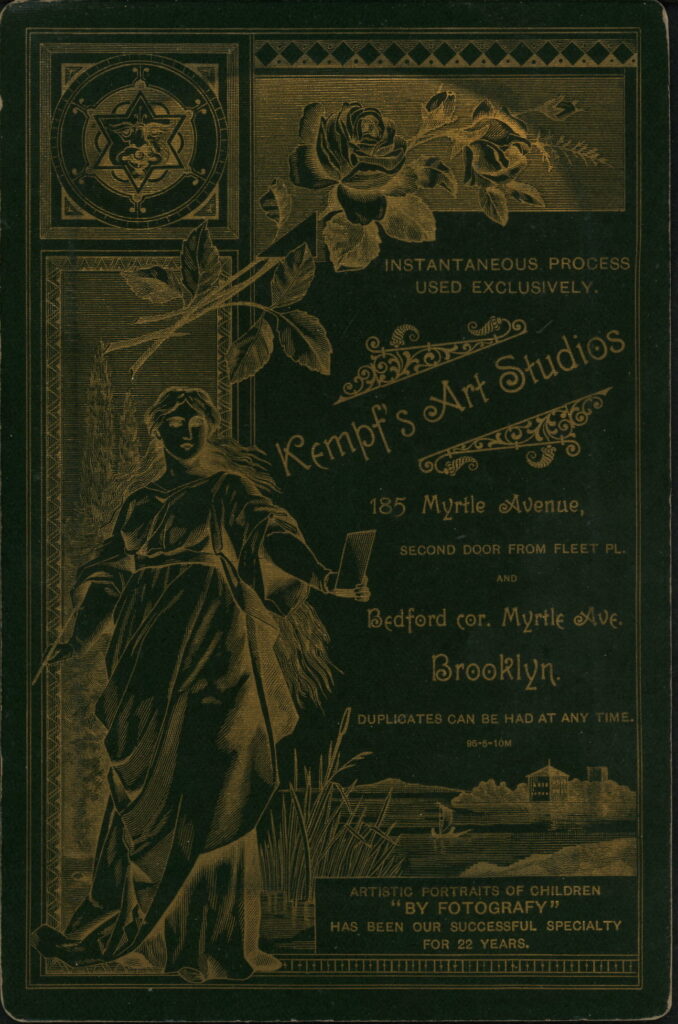 INSTANTANEOUS PROCESS
USED EXCLUSIVELY.
Kempf's Art Studios
185 Myrtle Avenue,
SECOND DOOR FROM FLEET PL.
AND
Bedford cor. Myrtle Ave.
Brooklyn.
DUPLICATES CAN BE HAD AT ANY TIME.
96-5-10M
ARTISTIC PORTRAITS OF CHILDREN
"BY FOTOGRAFY"
HAS BEEN OUR SUCCESSFUL SPECIALTY
FOR 22 YEARS.